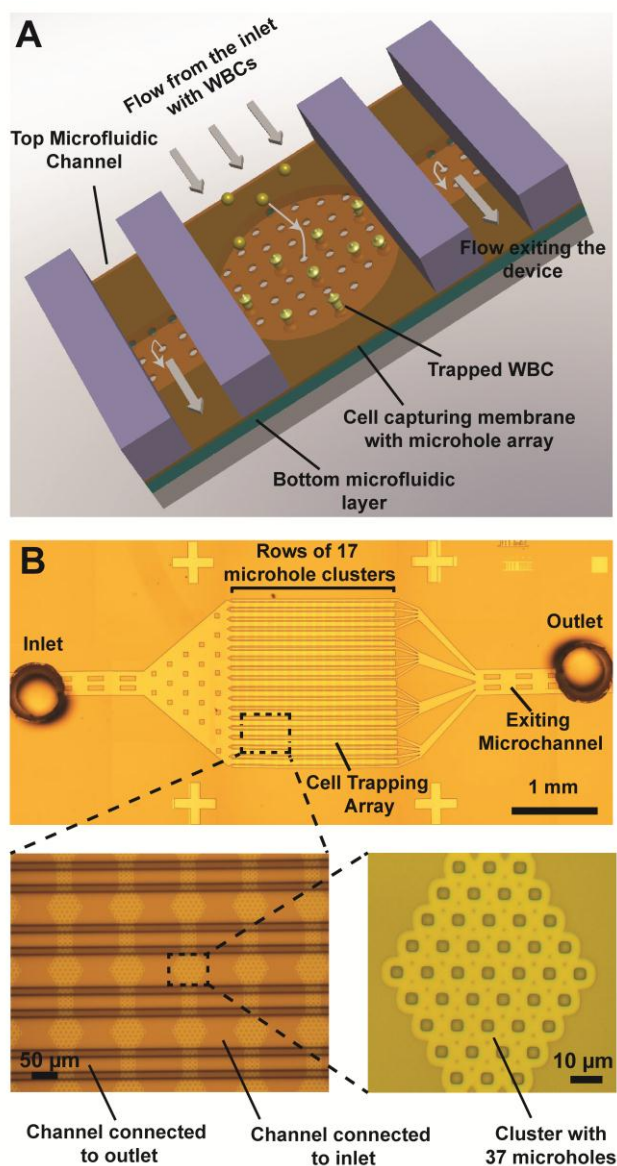 A
Flow from the inlet
with WBCs
Top Microfluidic
Channel
Flow exiting the
device
Trapped WBC
Cell capturing membrane
with microhole array
Bottom microfluidic
layer
B
Rows of 17
microhole clusters
Inlet
Outlet
Exiting
Microchannel
Cell Trapping
Array
1 mm
50 µm
10 µm
Channel connected
to outlet
Channel connected
to inlet
Cluster with
37 microholes